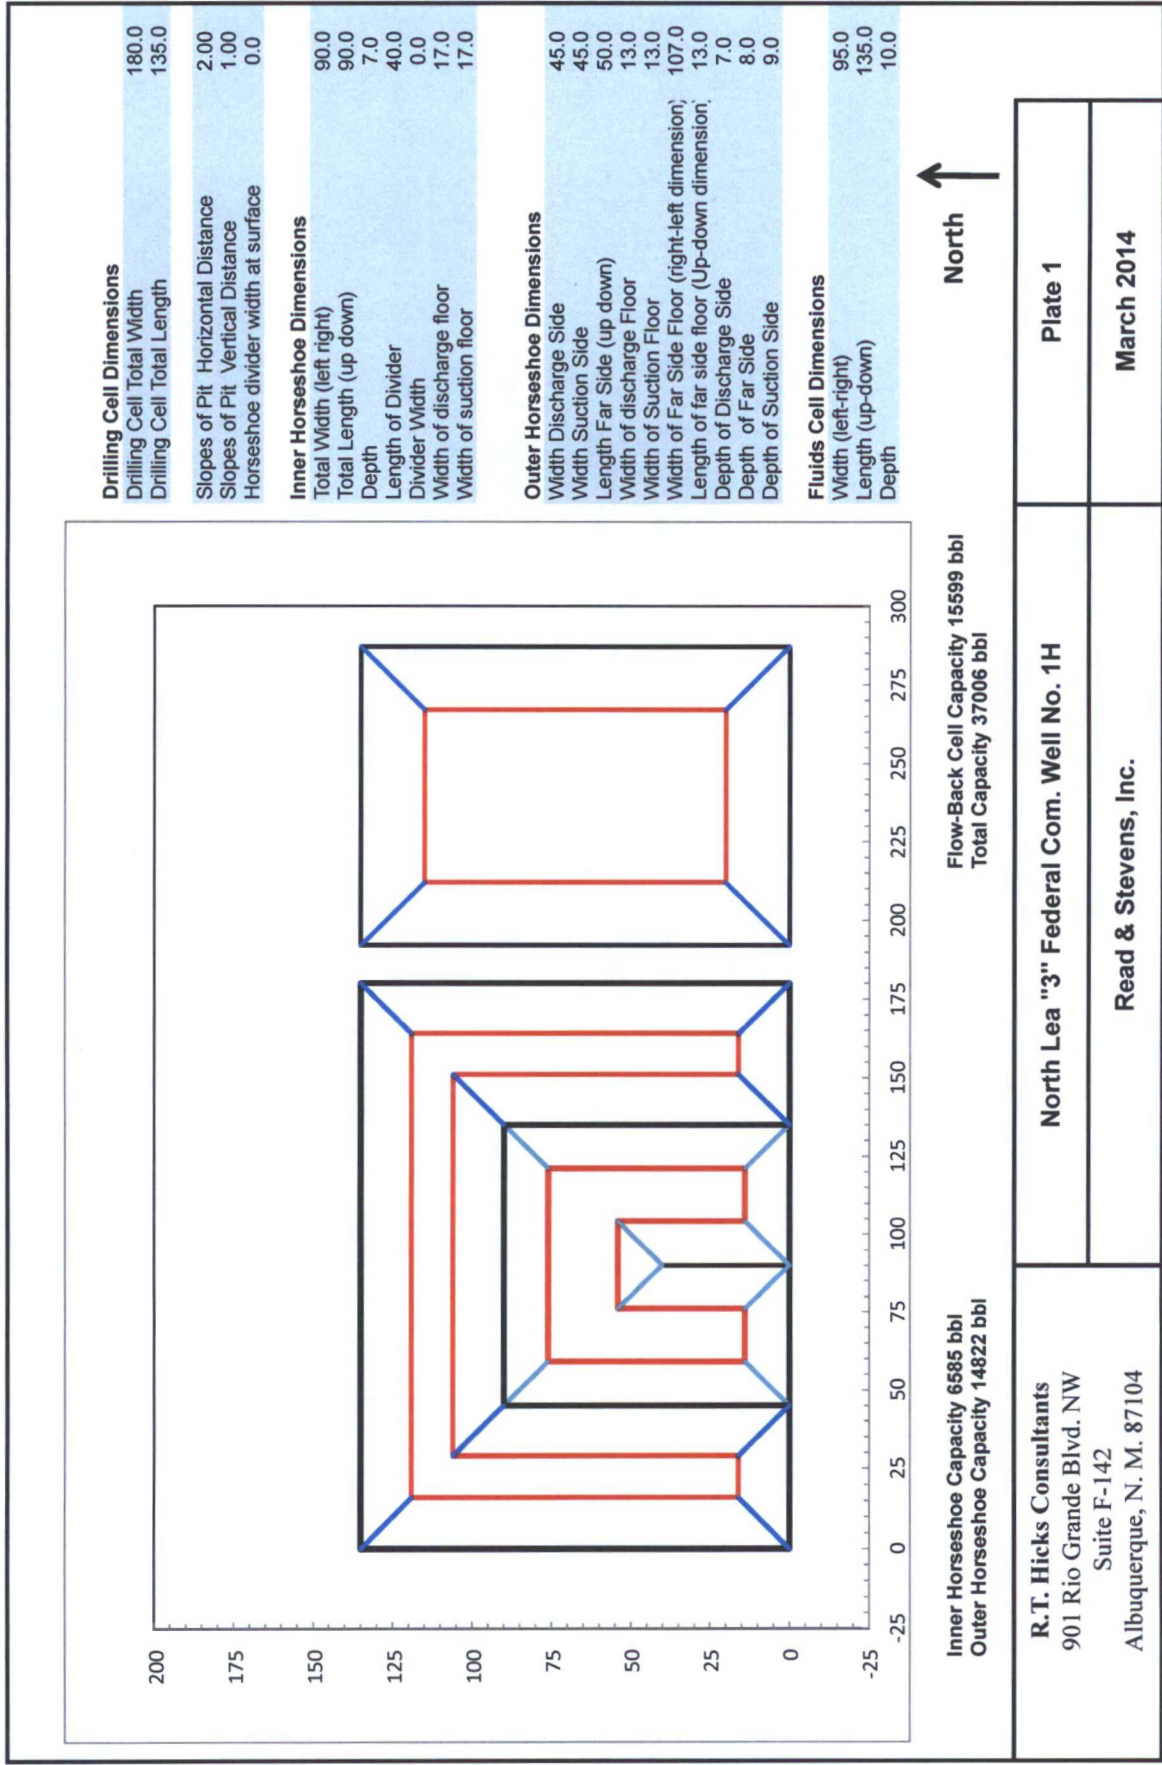 Drilling Cell Dimensions
Drilling Cell Total Width 180.0
Drilling Cell Total Length 135.0
Slopes of Pit Horizontal Distance 2.00
Slopes of Pit Vertical Distance 1.00
Horseshoe divider width at surface 0.0
Inner Horseshoe Dimensions
Total Width (left right) 90.0
Total Length (up down) 90.0
Depth 7.0
Length of Divider 40.0
Divider Width 0.0
Width of discharge floor 17.0
Width of suction floor 17.0
Outer Horseshoe Dimensions
Width Discharge Side 45.0
Width Suction Side 45.0
Length Far Side (up down) 50.0
Width of discharge Floor 13.0
Width of Suction Floor 13.0
Width of Far Side Floor (right-left dimension; 107.0
Length of far side floor (Up-down dimension; 13.0
Depth of Discharge Side 7.0
Depth of Far Side 8.0
Depth of Suction Side 9.0
Fluids Cell Dimensions
Width (left-right) 95.0
Length (up-down) 135.0
Depth 10.0
200
175
150
125
100
75
50
25
0
-25
-25 0 25 50 75 100 125 150 175 200 225 250 275 300
Inner Horseshoe Capacity 6585 bbl
Outer Horseshoe Capacity 14822 bbl
Flow-Back Cell Capacity 15599 bbl
Total Capacity 37006 bbl
North
R.T. Hicks Consultants
901 Rio Grande Blvd. NW
Suite F-142
Albuquerque, N. M. 87104
North Lea "3" Federal Com. Well No. 1H
Read & Stevens, Inc.
Plate 1
March 2014